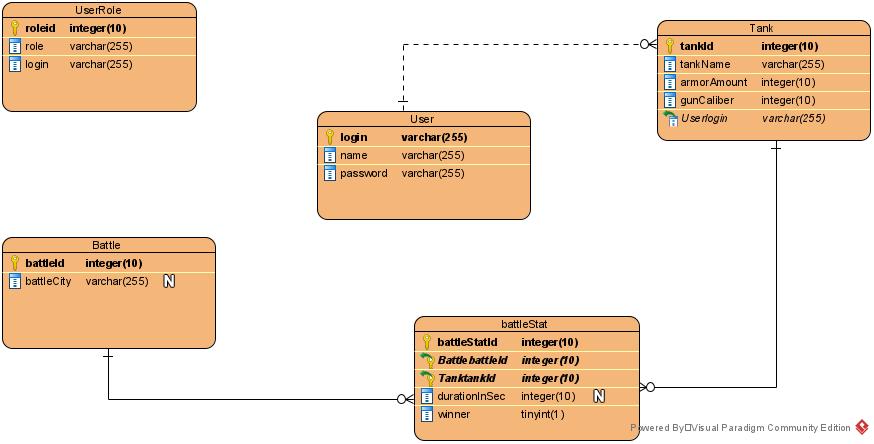 UserRole
roleid integer(10)
role varchar(255)
login varchar(255)
User
login varchar(255)
name varchar(255)
password varchar(255)
Tank
tankId integer(10)
tankName varchar(255)
armorAmount integer(10)
gunCaliber integer(10)
Userlogin varchar(255)
Battle
battleId integer(10)
battleCity varchar(255) N
battleStat
battleStatId integer(10)
BattlebattleId integer(10)
TanktankId integer(10)
durationInSec integer(10) N
winner tinyint(1)
Powered By Visual Paradigm Community Edition